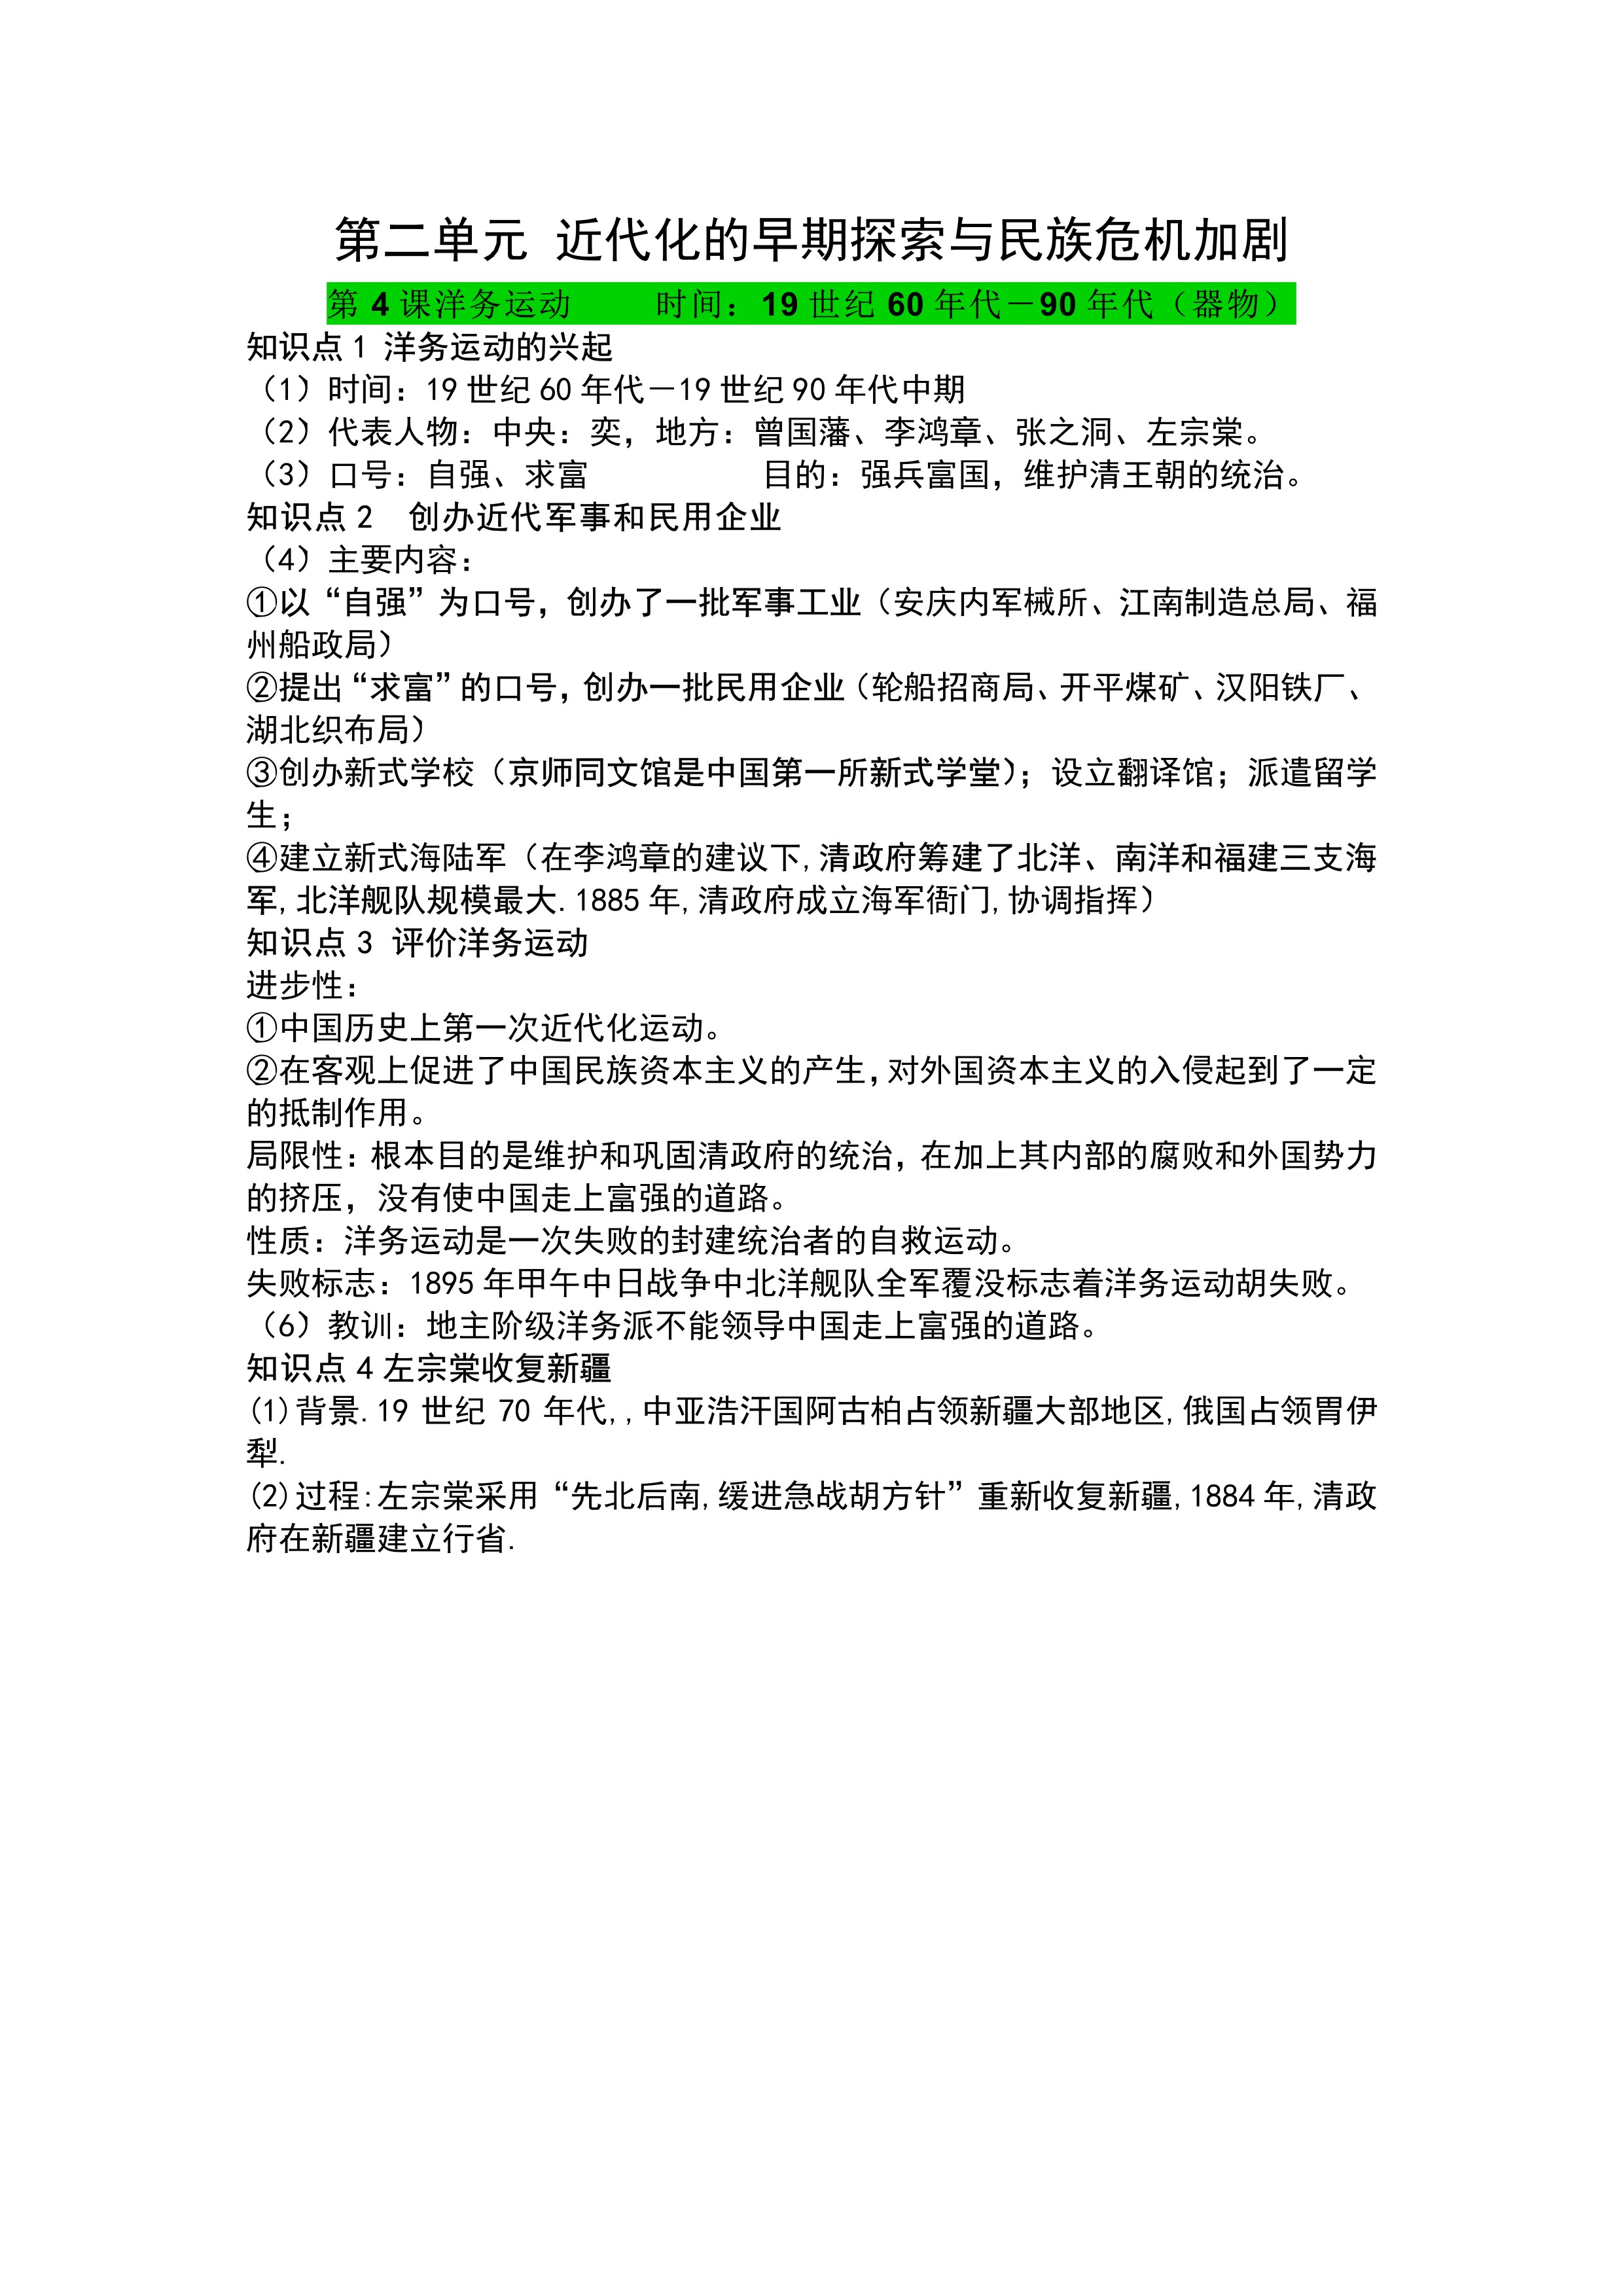 第二单元 近代化的早期探索与民族危机加剧
第 4 课洋务运动 时间：19 世纪 60 年代－90 年代（器物）
知识点 1 洋务运动的兴起
（1）时间：19 世纪 60 年代－19 世纪 90 年代中期
（2）代表人物：中央：奕，地方：曾国藩、李鸿章、张之洞、左宗棠。
（3）口号：自强、求富 目的：强兵富国，维护清王朝的统治。
知识点 2 创办近代军事和民用企业
（4）主要内容：
①以“自强”为口号，创办了一批军事工业（安庆内军械所、江南制造总局、福
州船政局）
②提出“求富”的口号，创办一批民用企业（轮船招商局、开平煤矿、汉阳铁厂、
湖北织布局）
③创办新式学校（京师同文馆是中国第一所新式学堂）；设立翻译馆；派遣留学
生；
④建立新式海陆军（在李鸿章的建议下,清政府筹建了北洋、南洋和福建三支海
军,北洋舰队规模最大.1885 年,清政府成立海军衙门,协调指挥）
知识点 3 评价洋务运动
进步性：
①中国历史上第一次近代化运动。
②在客观上促进了中国民族资本主义的产生，对外国资本主义的入侵起到了一定
的抵制作用。
局限性：根本目的是维护和巩固清政府的统治，在加上其内部的腐败和外国势力
的挤压，没有使中国走上富强的道路。
性质：洋务运动是一次失败的封建统治者的自救运动。
失败标志：1895 年甲午中日战争中北洋舰队全军覆没标志着洋务运动胡失败。
（6）教训：地主阶级洋务派不能领导中国走上富强的道路。
知识点 4 左宗棠收复新疆
(1)背景.19 世纪 70 年代,,中亚浩汗国阿古柏占领新疆大部地区,俄国占领胃伊
犁.
(2)过程:左宗棠采用“先北后南,缓进急战胡方针”重新收复新疆,1884 年,清政
府在新疆建立行省.